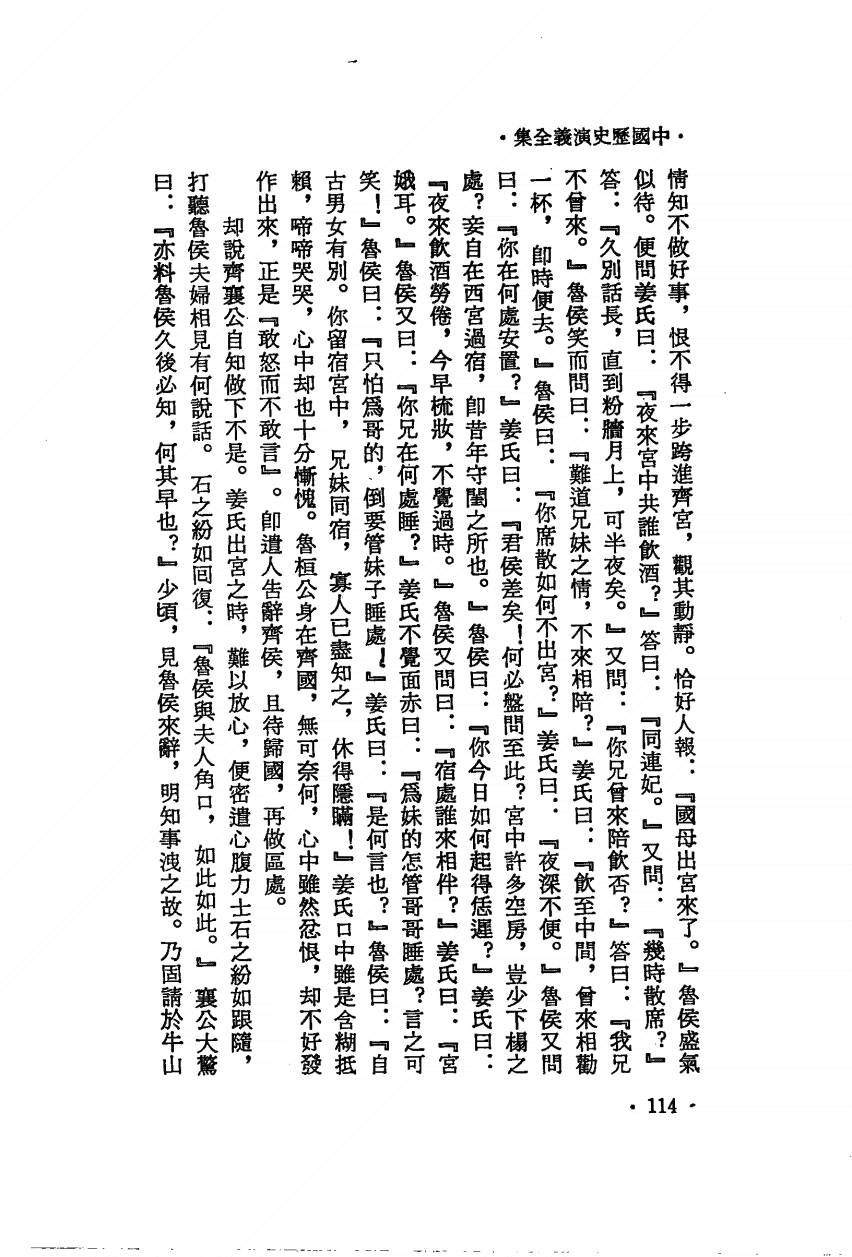 ·中國歷史演義全集·
情知不做好事，恨不得一步跨進齊宮，觀其動靜。恰好人報：『國母出宮來了。』魯侯盛氣
似待。便問姜氏曰：『夜來宮中共誰飲酒？』答曰：『同連妃。』又問：『幾時散席？』
答：『久別話長，直到粉牆月上，可半夜矣。』又問：『你兄曾來陪飲否？』答曰：『我兄
不曾來。』魯侯笑而問曰：『難道兄妹之情，不來相陪？』姜氏曰：『飲至中間，曾來相勸
一杯，卽時便去。』魯侯曰：『你席散如何不出宮？』姜氏曰：『夜深不便。』魯侯又問
曰：『你在何處安置？』姜氏曰：『君侯差矣！何必盤問至此？宮中許多空房，豈少下榻之
處？妾自在西宮過宿，卽昔年守閨之所也。』魯侯曰：『你今日如何起得恁遲？』姜氏曰：
『夜來飲酒勞倦，今早梳妝，不覺過時。』魯侯又問曰：『宿處誰來相伴？』姜氏曰：『宮
娥耳。』魯侯又曰：『你兄在何處睡？』姜氏不覺面赤曰：『爲妹的怎管哥哥睡處？言之可
笑！』魯侯曰：『只怕爲哥的，倒要管妹子睡處！』姜氏曰：『是何言也？』魯侯曰：『自
古男女有別。你留宿宮中，兄妹同宿，寡人已盡知之，休得隱瞞！』姜氏口中雖是含糊抵
賴，啼啼哭哭，心中却也十分慚愧。魯桓公身在齊國，無可奈何，心中雖然忿恨，却不好發
作出來，正是『敢怒而不敢言』。卽遣人告辭齊侯，且待歸國，再做區處。
却說齊襄公自知做下不是。姜氏出宮之時，難以放心，便密遣心腹力士石之紛如跟隨，
打聽魯侯夫婦相見有何說話。石之紛如回復：『魯侯與夫人角口，如此如此。』襄公大驚
曰：『亦料魯侯久後必知，何其早也？』少頃，見魯侯來辭，明知事洩之故。乃固請於牛山
·114·